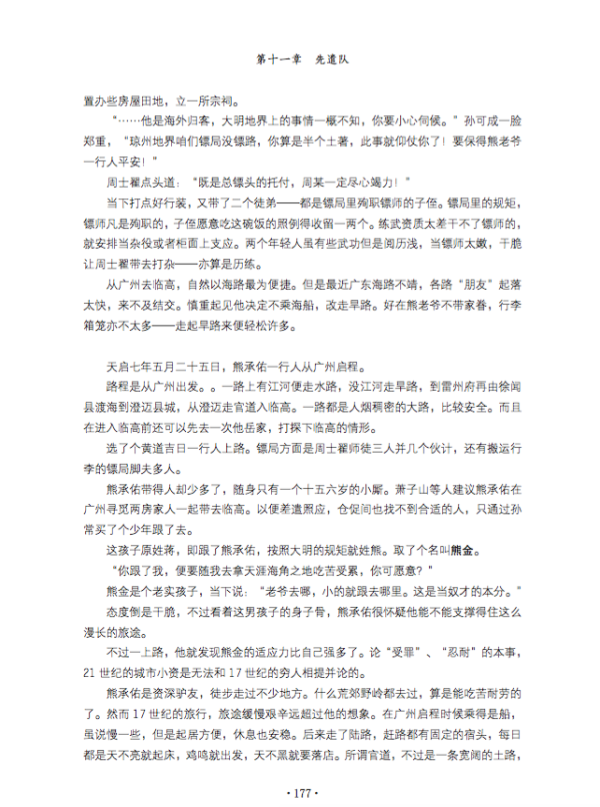 第十一章　先遣队
置办些房屋田地，立一所宗祠。
“……他是海外归客，大明地界上的事情一概不知，你要小心伺候。”孙可成一脸
郑重，“琼州地界咱们镖局没镖路，你算是半个土著，此事就仰仗你了！要保得熊老爷
一行人平安！”
周士翟点头道：“既是总镖头的托付，周某一定尽心竭力！”
当下打点好行装，又带了二个徒弟——都是镖局里殉职镖师的子侄。镖局里的规矩，
镖师凡是殉职的，子侄愿意吃这碗饭的照例得收留一两个。练武资质太差干不了镖师的，
就安排当杂役或者柜面上支应。两个年轻人虽有些武功但是阅历浅，当镖师太嫩，干脆
让周士翟带去打杂——亦算是历练。
从广州去临高，自然以海路最为便捷。但是最近广东海路不靖，各路“朋友”起落
太快，来不及结交。慎重起见他决定不乘海船，改走旱路。好在熊老爷不带家眷，行李
箱笼亦不太多——走起旱路来便轻松许多。
天启七年五月二十五日，熊承佑一行人从广州启程。
路程是从广州出发。。一路上有江河便走水路，没江河走旱路，到雷州府再由徐闻
县渡海到澄迈县城，从澄迈走官道入临高。一路都是人烟稠密的大路，比较安全。而且
在进入临高前还可以先去一次他岳家，打探下临高的情形。
选了个黄道吉日一行人上路。镖局方面是周士翟师徒三人并几个伙计，还有搬运行
李的镖局脚夫多人。
熊承佑带得人却少多了，随身只有一个十五六岁的小厮。萧子山等人建议熊承佑在
广州寻觅两房家人一起带去临高。以便差遣照应，仓促间也找不到合适的人，只通过孙
常买了个少年跟了去。
这孩子原姓蒋，即跟了熊承佑，按照大明的规矩就姓熊。取了个名叫熊金。
“你跟了我，便要随我去拿天涯海角之地吃苦受累，你可愿意？”
熊金是个老实孩子，当下说：“老爷去哪，小的就跟去哪里。这是当奴才的本分。”
态度倒是干脆，不过看着这男孩子的身子骨，熊承佑很怀疑他能不能支撑得住这么
漫长的旅途。
不过一上路，他就发现熊金的适应力比自己强多了。论“受罪”、“忍耐”的本事，
21 世纪的城市小资是无法和 17 世纪的穷人相提并论的。
熊承佑是资深驴友，徒步走过不少地方。什么荒郊野岭都去过，算是能吃苦耐劳的
了。然而 17 世纪的旅行，旅途缓慢艰辛远超过他的想象。在广州启程时候乘得是船，
虽说慢一些，但是起居方便，休息也安稳。后来走了陆路，赶路都有固定的宿头，每日
都是天不亮就起床，鸡鸣就出发，天不黑就要落店。所谓官道，不过是一条宽阔的土路，
· 177 ·